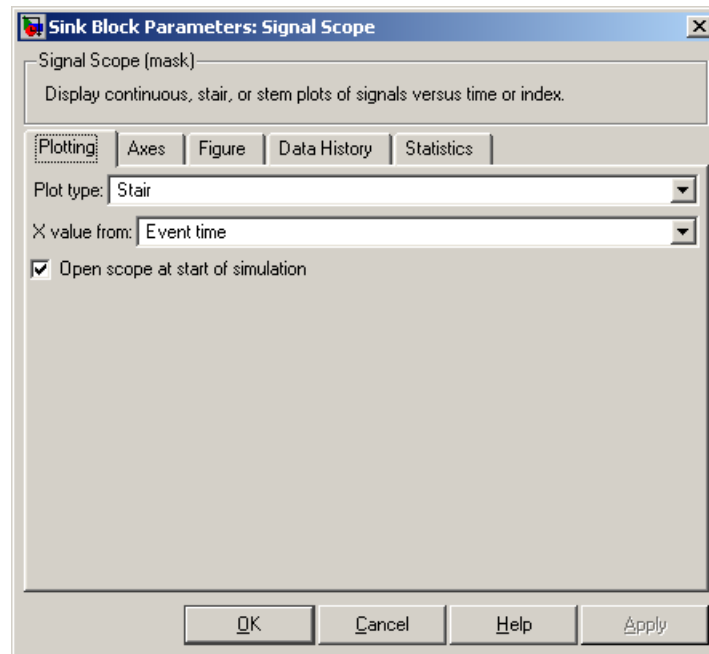 Sink Block Parameters: Signal Scope
Signal Scope (mask)
Display continuous, stair, or stem plots of signals versus time or index.
Plotting Axes Figure Data History Statistics
Plot type: Stair
X value from: Event time
Open scope at start of simulation
OK Cancel Help Apply